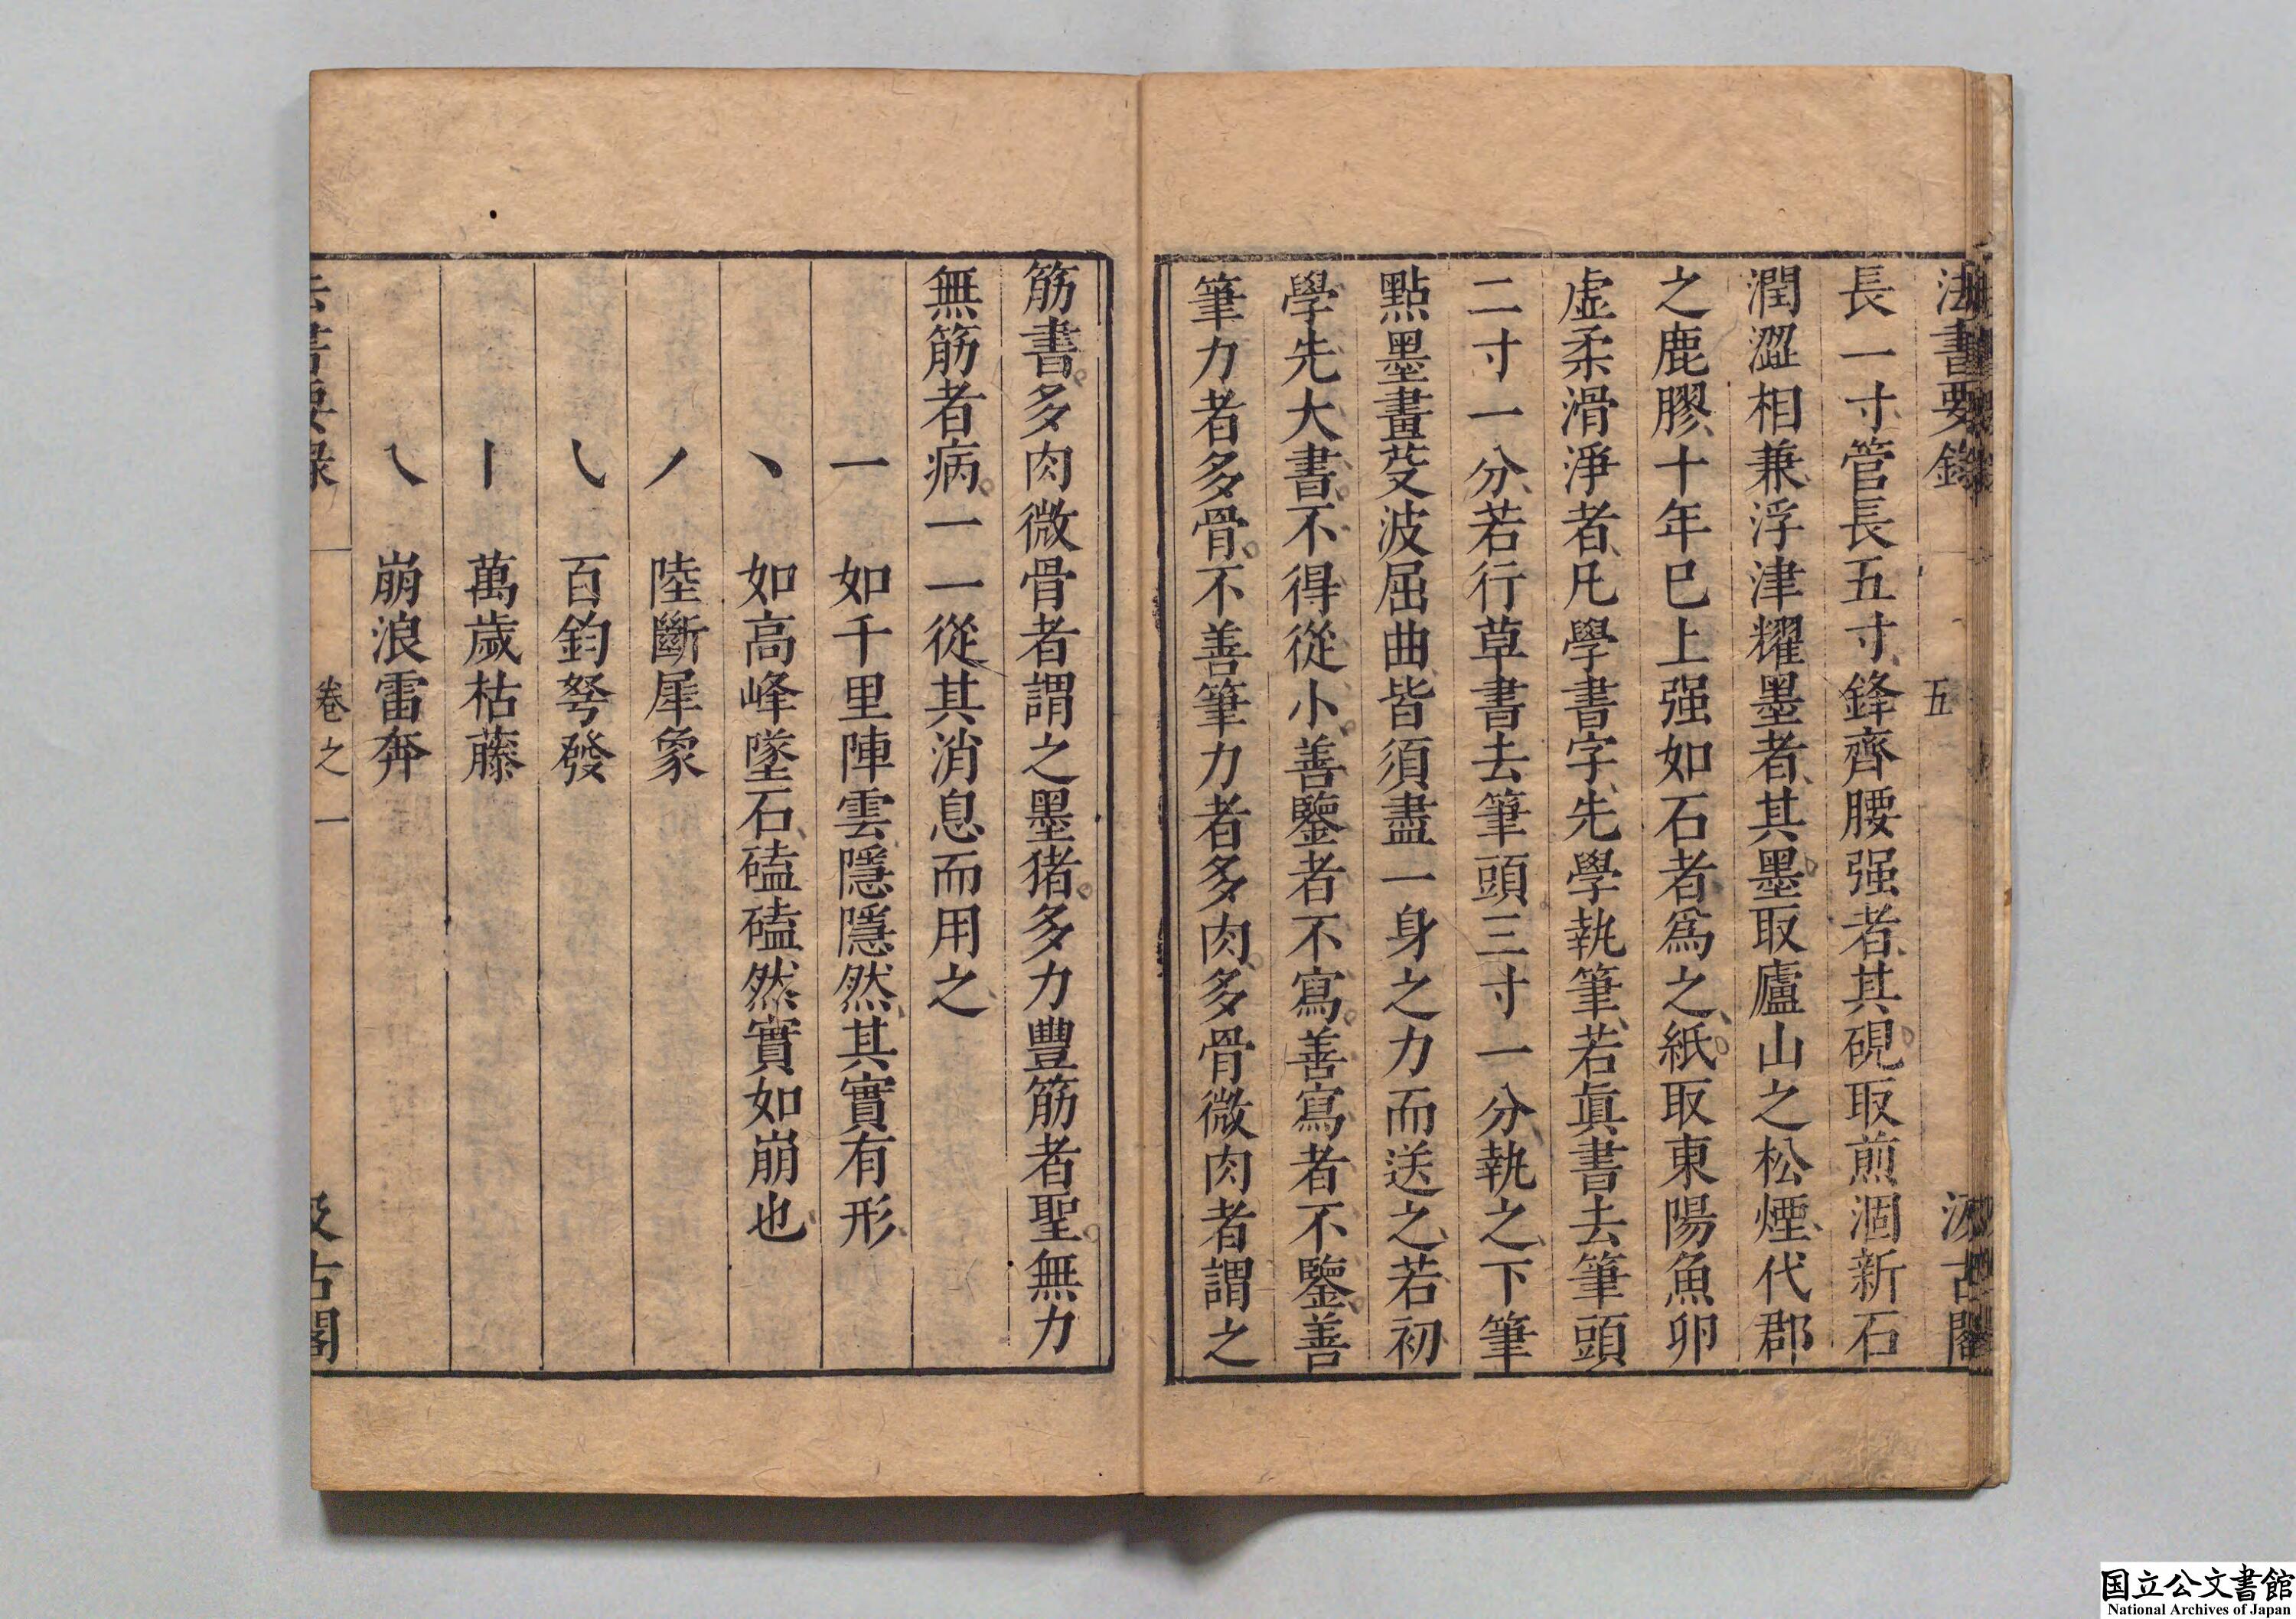 法書要錄 五 汲古閣
長一寸管長五寸鋒齊腰强者其硯取煎涸新石
潤澀相兼浮津耀墨者其墨取廬山之松煙代郡
之鹿膠十年已上强如石者爲之紙取東陽魚卵
虛柔滑淨者凡學書字先學執筆若眞書去筆頭
二寸一分若行草書去筆頭三寸一分執之下筆
點墨畫芟波屈曲皆須盡一身之力而送之若初
學先大書不得從小善鑒者不寫善寫者不鑒善
筆力者多骨不善筆力者多肉多骨微肉者謂之
筋書多肉微骨者謂之墨猪多力豐筋者聖無力
無筋者病一一從其消息而用之
一 如千里陣雲隱隱然其實有形
丶 如高峰墜石磕磕然實如崩也
丿 陸斷犀象
㇂ 百鈞弩發
丨 萬歲枯藤
㇏ 崩浪雷奔
法書要錄 卷之一 汲古閣
国立公文書館
National Archives of Japan